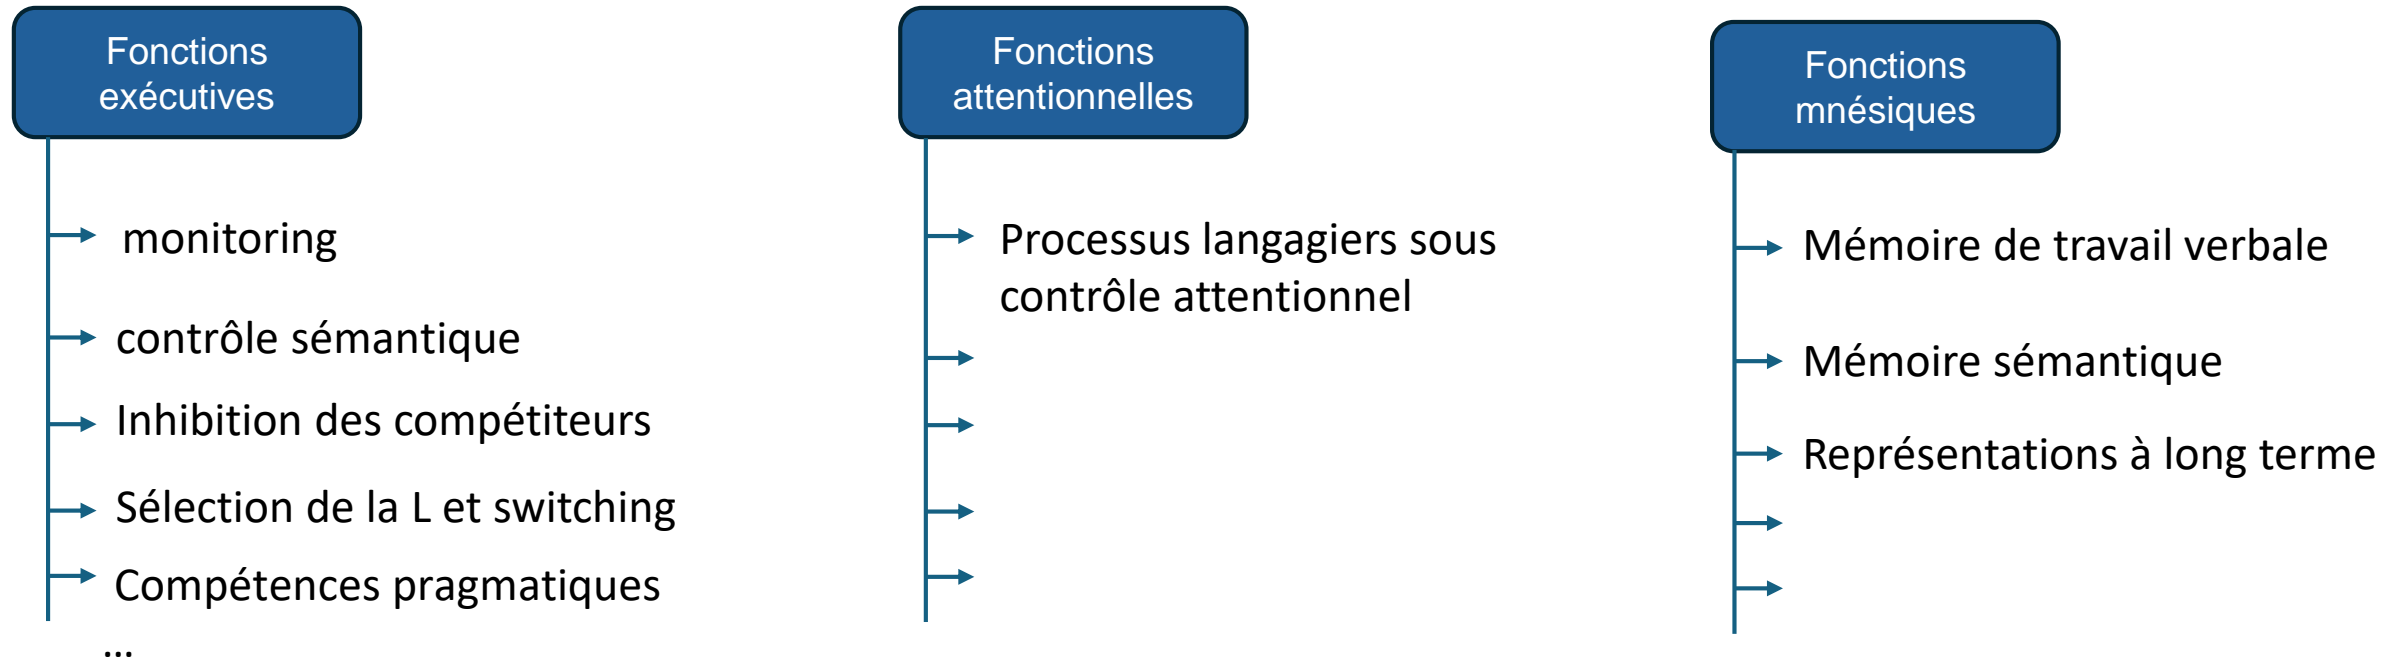 Fonctions
exécutives
monitoring
contrôle sémantique
Inhibition des compétiteurs
Sélection de la L et switching
Compétences pragmatiques
...
Fonctions
attentionnelles
Processus langagiers sous
contrôle attentionnel
Fonctions
mnésiques
Mémoire de travail verbale
Mémoire sémantique
Représentations à long terme